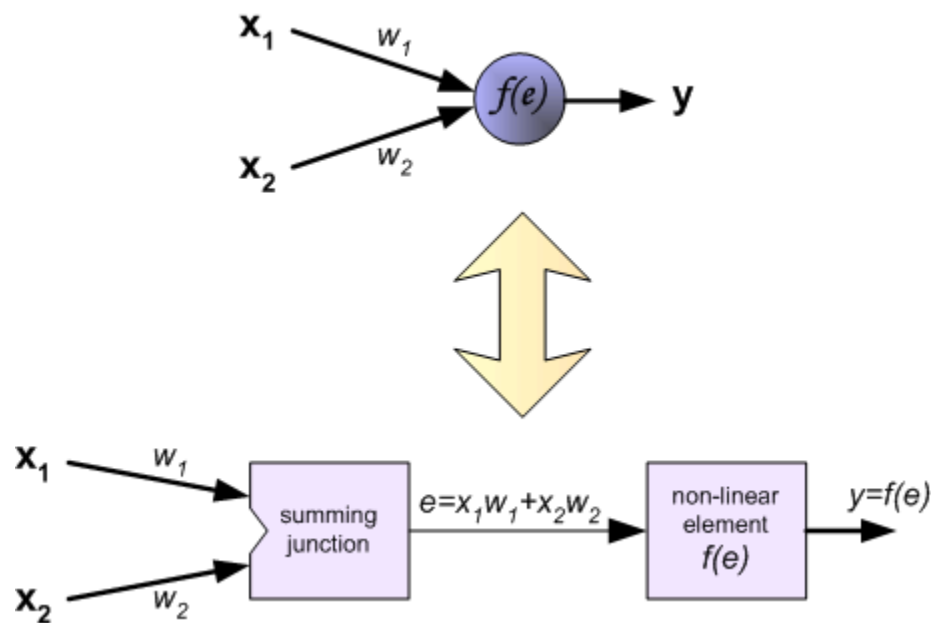 x₁
w₁
f(e)
y
x₂
w₂
x₁
w₁
summing
junction
e=x₁w₁+x₂w₂
non-linear
element
f(e)
y=f(e)
x₂
w₂